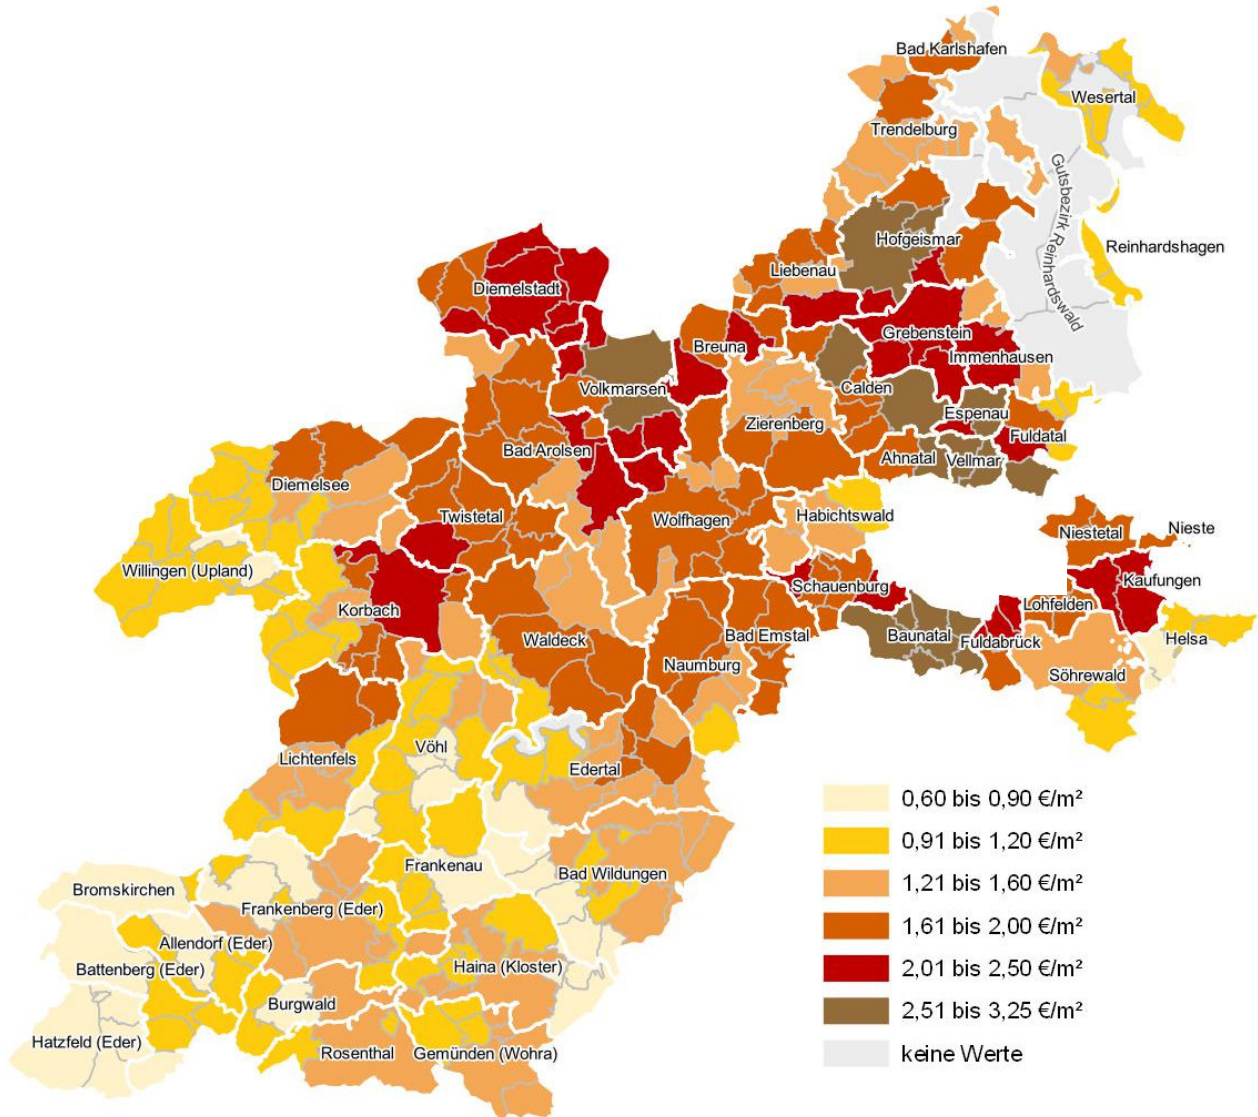 Bad Karlshafen
Wesertal
Trendelburg
Gutsbezirk Reinhardswald
Hofgeismar
Reinhardshagen
Liebenau
Diemelstadt
Grebenstein
Breuna
Immenhausen
Volkmarsen
Calden
Espenau
Zierenberg
Fuldatal
Bad Arolsen
Ahnatal
Vellmar
Diemelsee
Twistetal
Wolfhagen
Habichtswald
Nieste
Niestetal
Willingen (Upland)
Kaufungen
Schauenburg
Korbach
Lohfelden
Waldeck
Bad Emstal
Baunatal
Fuldabrück
Helsa
Naumburg
Söhrewald
Vöhl
Lichtenfels
Edertal
0,60 bis 0,90 €/m²
0,91 bis 1,20 €/m²
Frankenau
Bad Wildungen
1,21 bis 1,60 €/m²
Bromskirchen
Frankenberg (Eder)
1,61 bis 2,00 €/m²
Allendorf (Eder)
Battenberg (Eder)
Haina (Kloster)
2,01 bis 2,50 €/m²
Burgwald
2,51 bis 3,25 €/m²
Hatzfeld (Eder)
Rosenthal
Gemünden (Wohra)
keine Werte